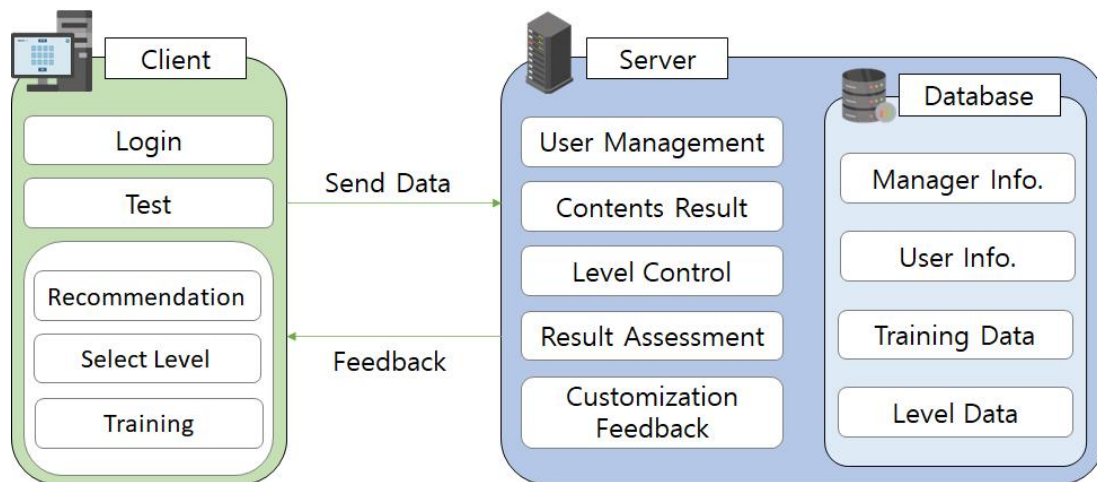 Client
Login
Test
Recommendation
Select Level
Training
Send Data
Feedback
Server
User Management
Contents Result
Level Control
Result Assessment
Customization
Feedback
Database
Manager Info.
User Info.
Training Data
Level Data